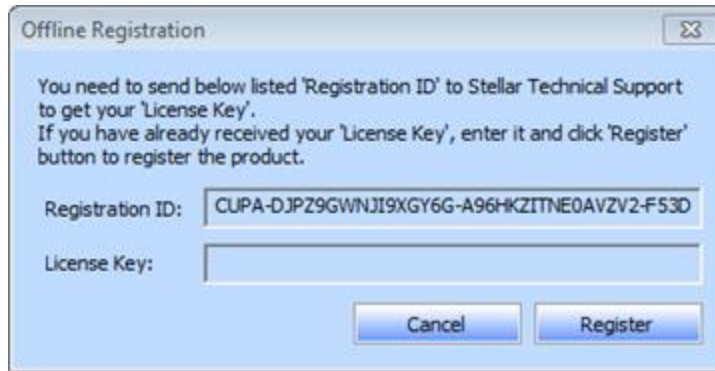 Offline Registration
You need to send below listed 'Registration ID' to Stellar Technical Support
to get your 'License Key'.
If you have already received your 'License Key', enter it and click 'Register'
button to register the product.
Registration ID: CUPA-DJPZ9GWNJI9XGY6G-A96HKZITNE0AVZV2-F53D
License Key:
Cancel Register